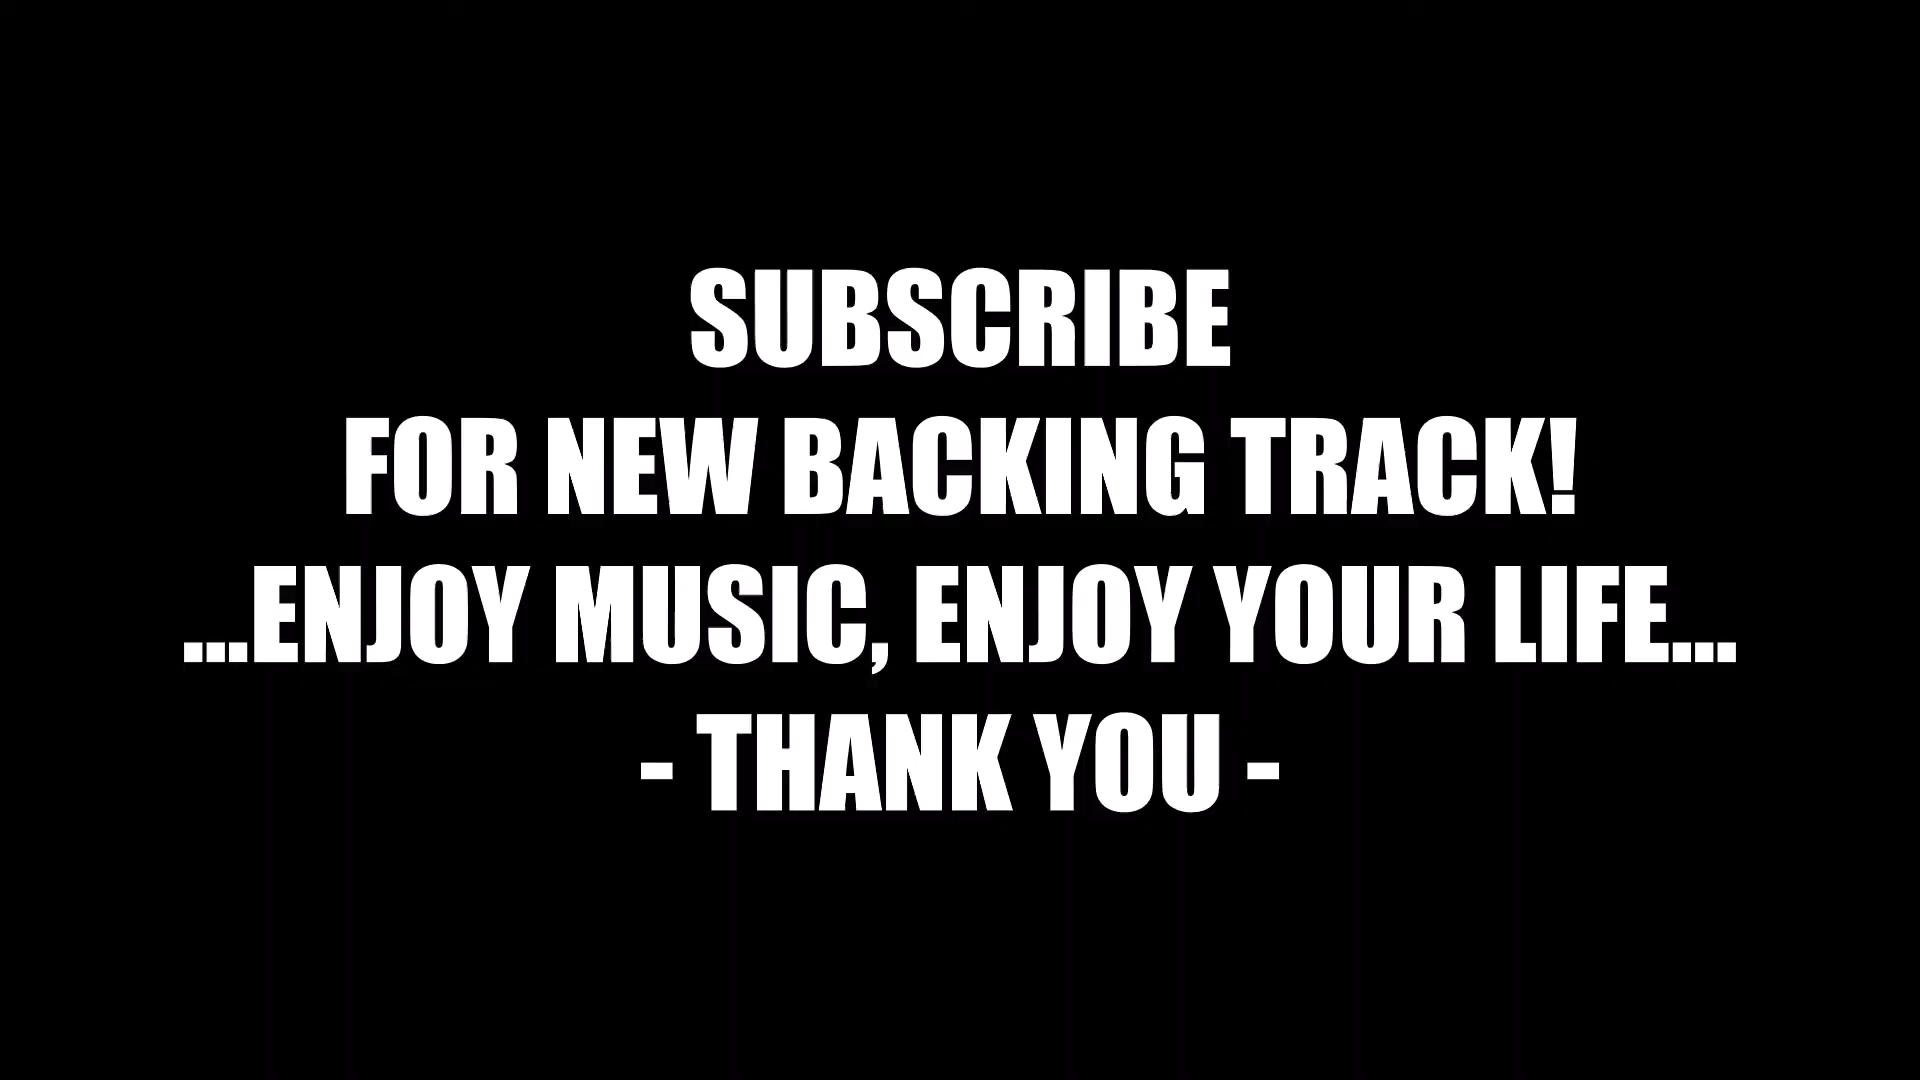 SUBSCRIBE
FOR NEW BACKING TRACK!
...ENJOY MUSIC, ENJOY YOUR LIFE...
- THANK YOU -